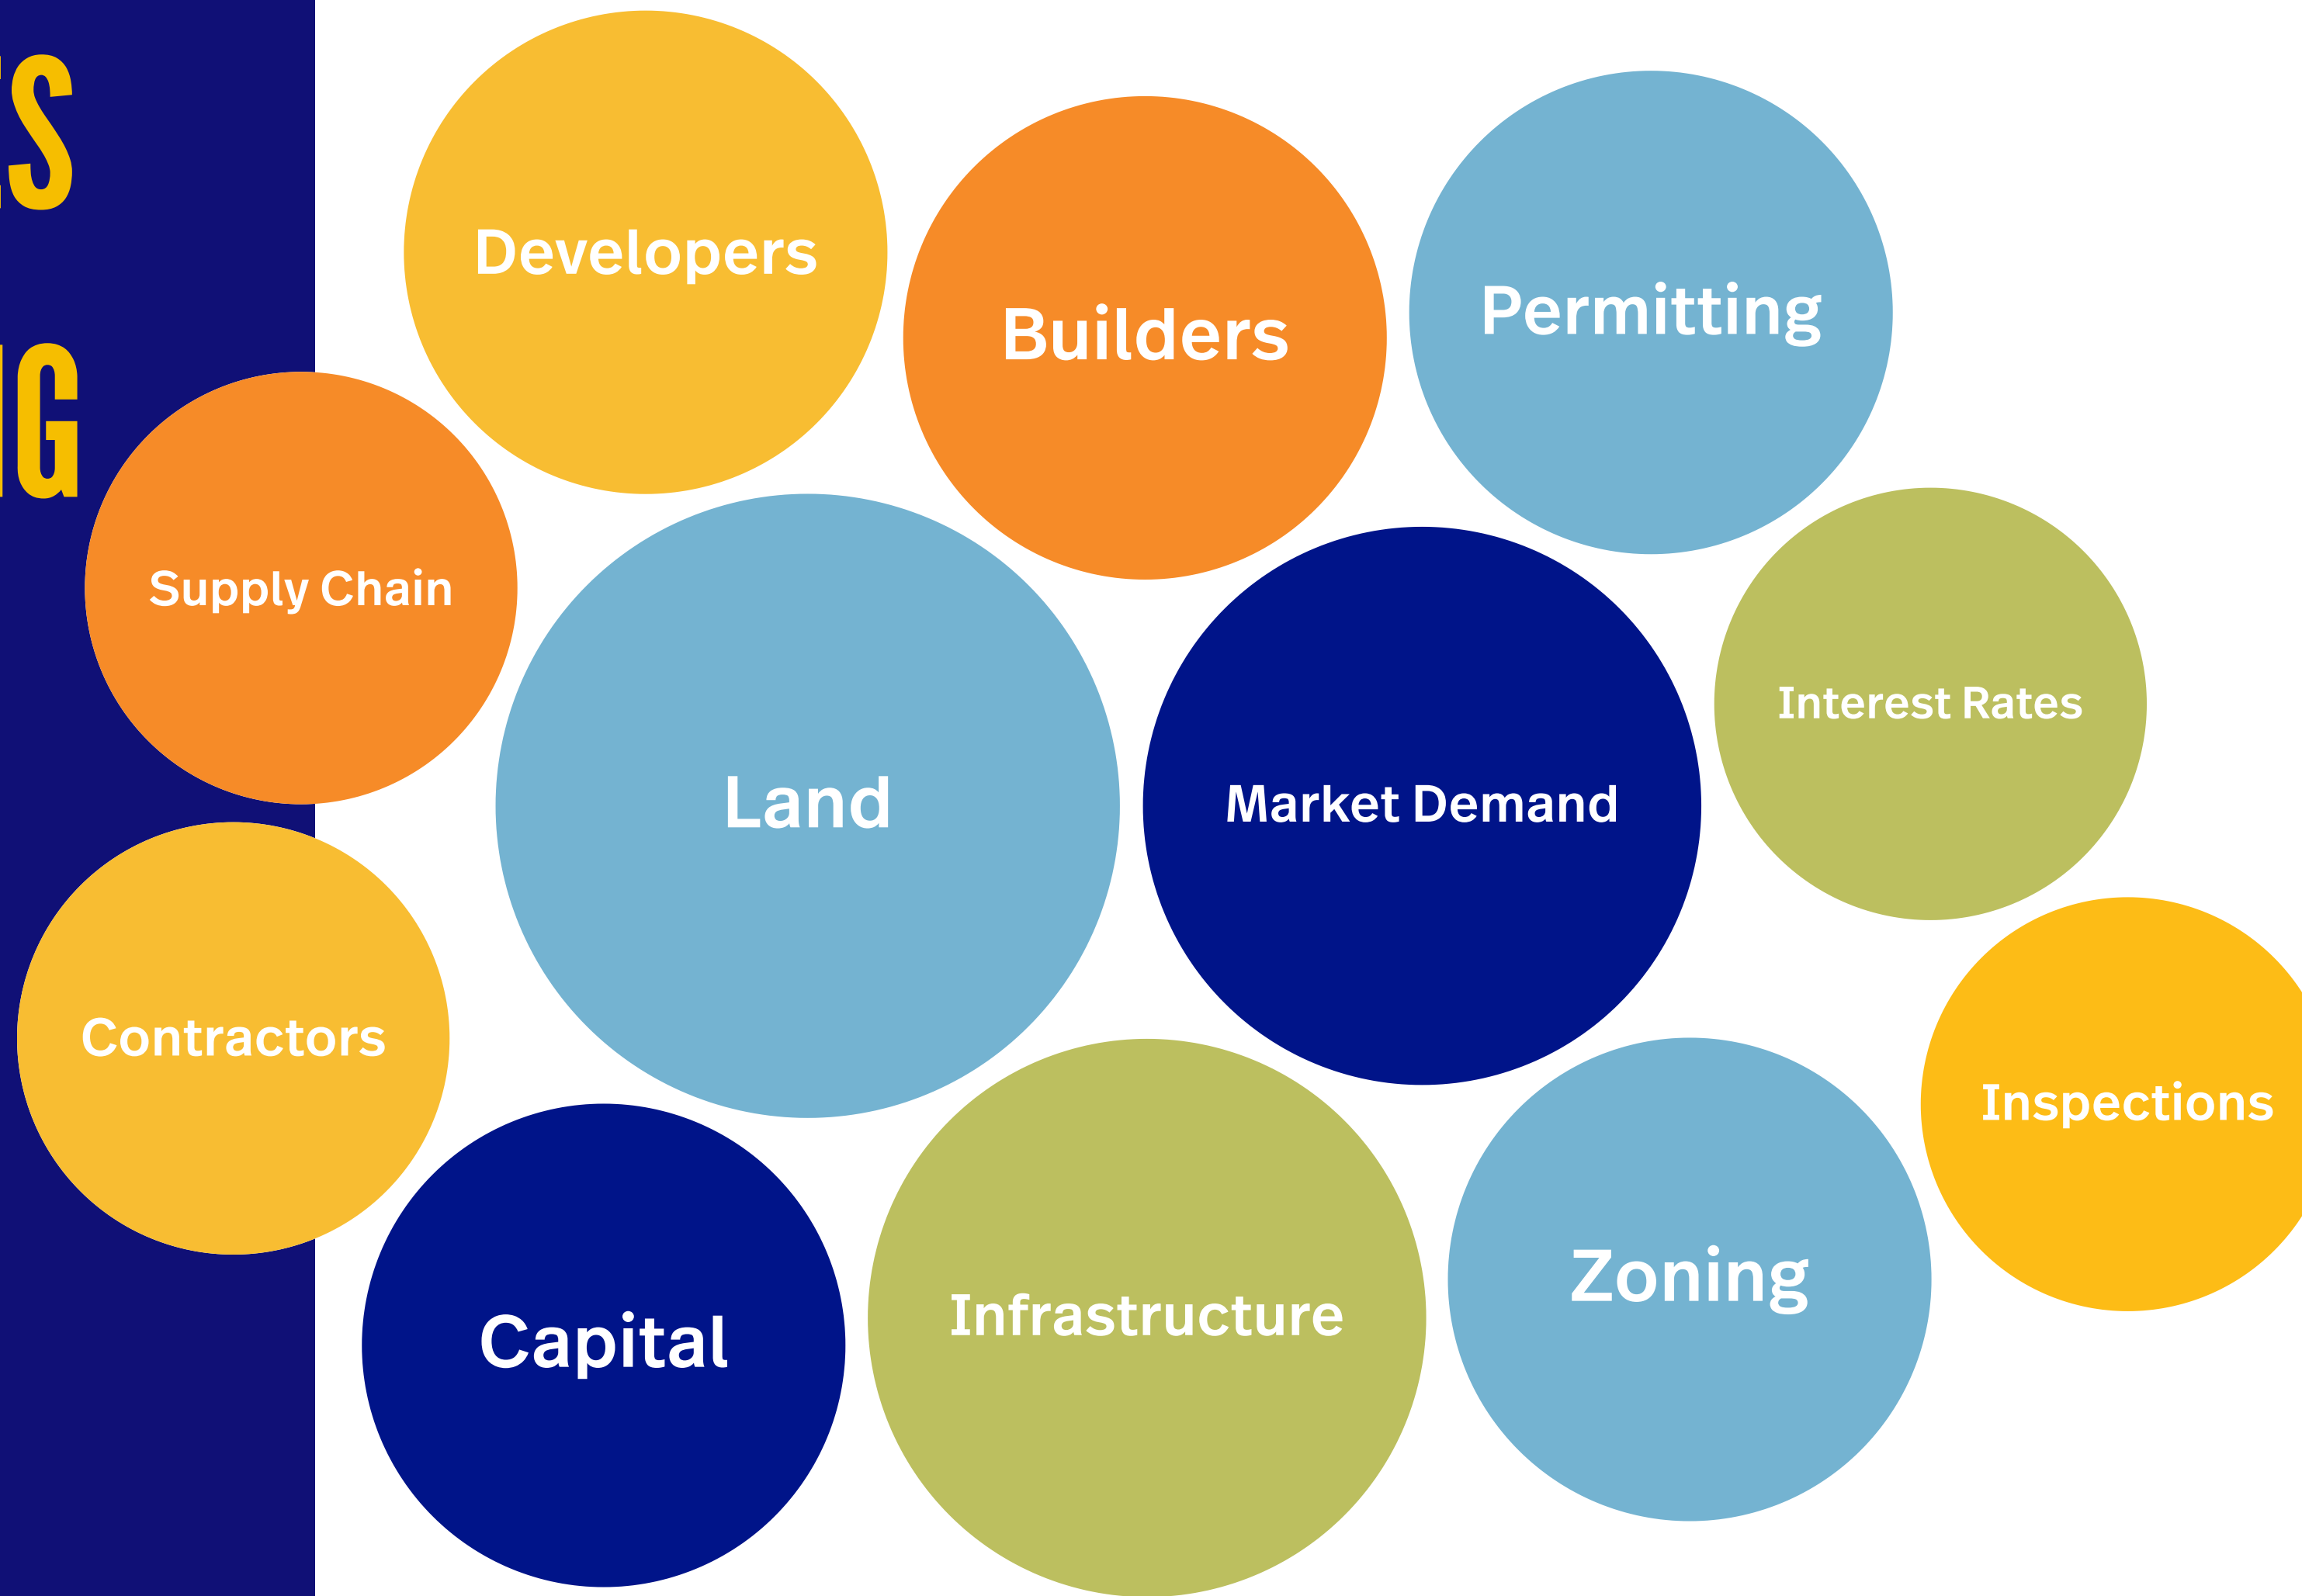 S
G
Developers
Builders
Permitting
Supply Chain
Interest Rates
Land
Market Demand
Contractors
Inspections
Capital
Infrastructure
Zoning